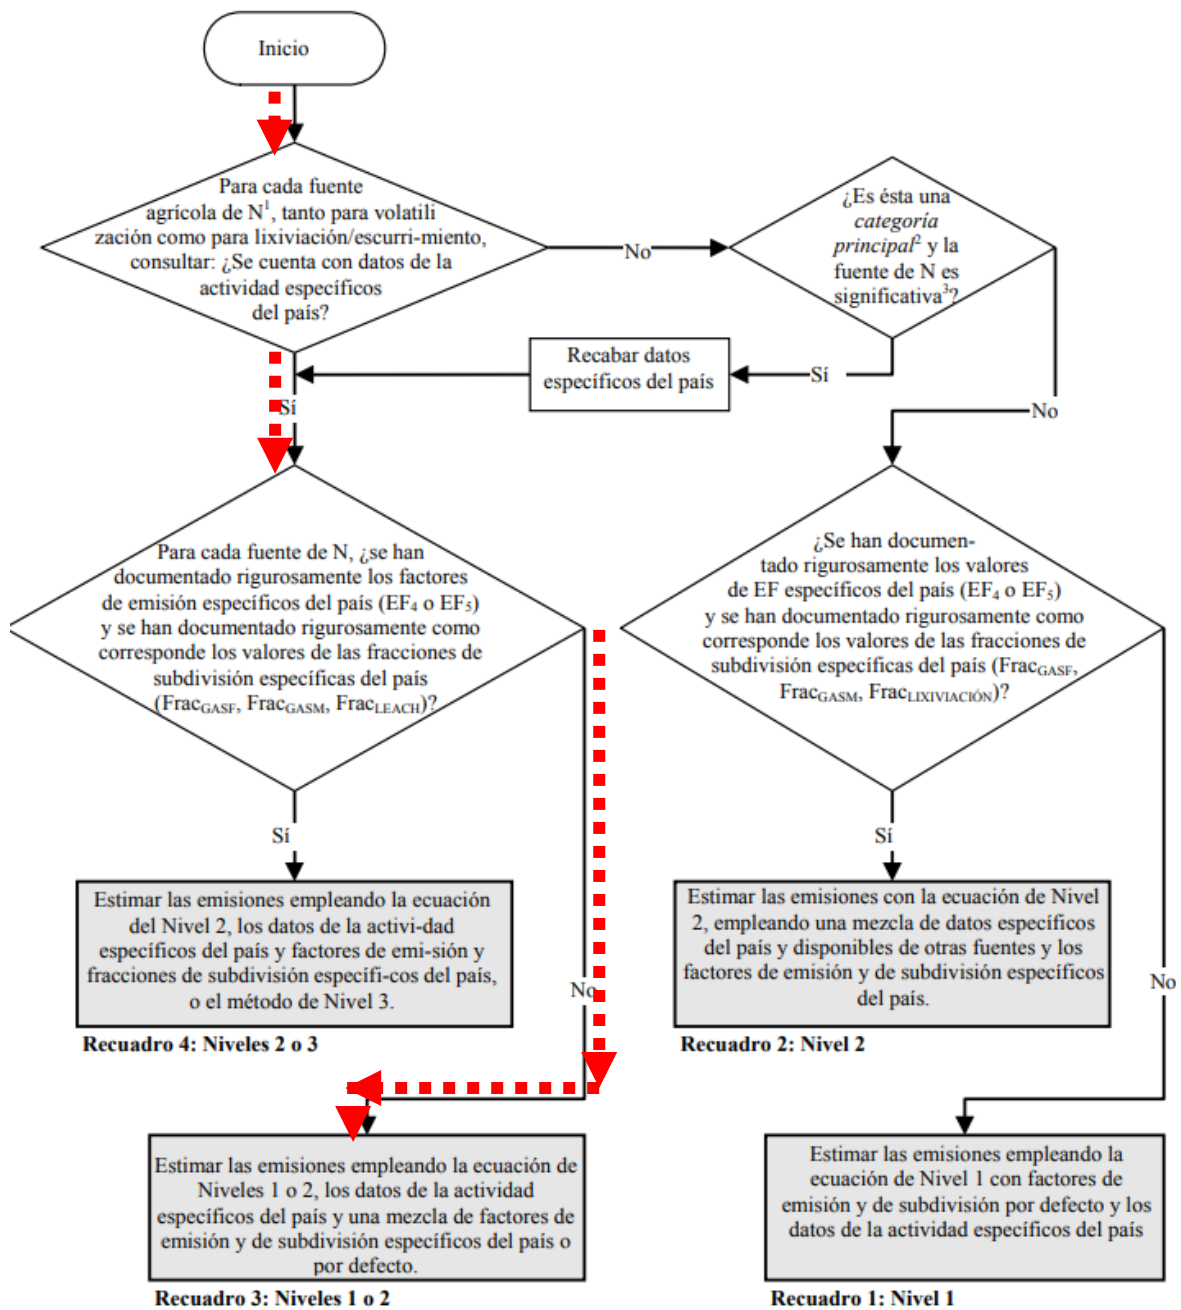 Inicio
Para cada fuente
agrícola de N1, tanto para volatili
zación como para lixiviación/escurri-miento,
consultar: ¿Se cuenta con datos de la
actividad específicos
del país?
No
¿Es ésta una
categoría
principal2 y la
fuente de N es
significativa3?
Recabar datos
específicos del país
Sí
No
Sí
Para cada fuente de N, ¿se han
documentado rigurosamente los factores
de emisión específicos del país (EF4 o EF5)
y se han documentado rigurosamente como
corresponde los valores de las fracciones de
subdivisión específicas del país
(FracGASF, FracGASM, FracLEACH)?
¿Se han documen-
tado rigurosamente los valores
de EF específicos del país (EF4 o EF5)
y se han documentado rigurosamente como
corresponde los valores de las fracciones de
subdivisión específicas del país (FracGASF,
FracGASM, FracLIXIVIACIÓN)?
Sí
Sí
Estimar las emisiones empleando la ecuación
del Nivel 2, los datos de la activi-dad
específicos del país y factores de emi-sión y
fracciones de subdivisión específi-cos del país,
o el método de Nivel 3.
No
Recuadro 4: Niveles 2 o 3
Estimar las emisiones con la ecuación de Nivel
2, empleando una mezcla de datos específicos
del país y disponibles de otras fuentes y los
factores de emisión y de subdivisión específicos
del país.
No
Recuadro 2: Nivel 2
Estimar las emisiones empleando la ecuación de
Niveles 1 o 2, los datos de la actividad
específicos del país y una mezcla de factores de
emisión y de subdivisión específicos del país o
por defecto.
Recuadro 3: Niveles 1 o 2
Estimar las emisiones empleando la
ecuación de Nivel 1 con factores de
emisión y de subdivisión por defecto y los
datos de la actividad específicos del país
Recuadro 1: Nivel 1